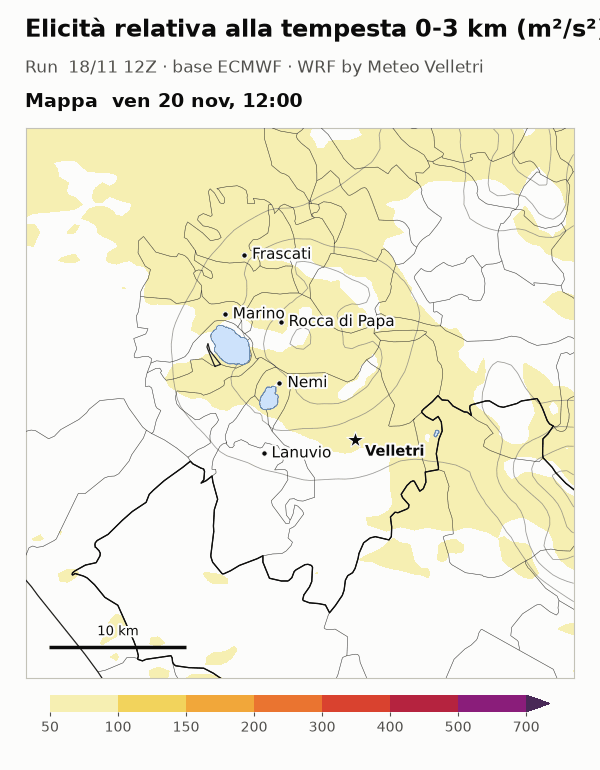 Elicità relativa alla tempesta 0-3 km (m²/s²)
Run 18/11 12Z · base ECMWF · WRF by Meteo Velletri
Mappa ven 20 nov, 12:00
Frascati
Marino
Rocca di Papa
Nemi
Velletri
Lanuvio
10 km
50 100 150 200 300 400 500 700